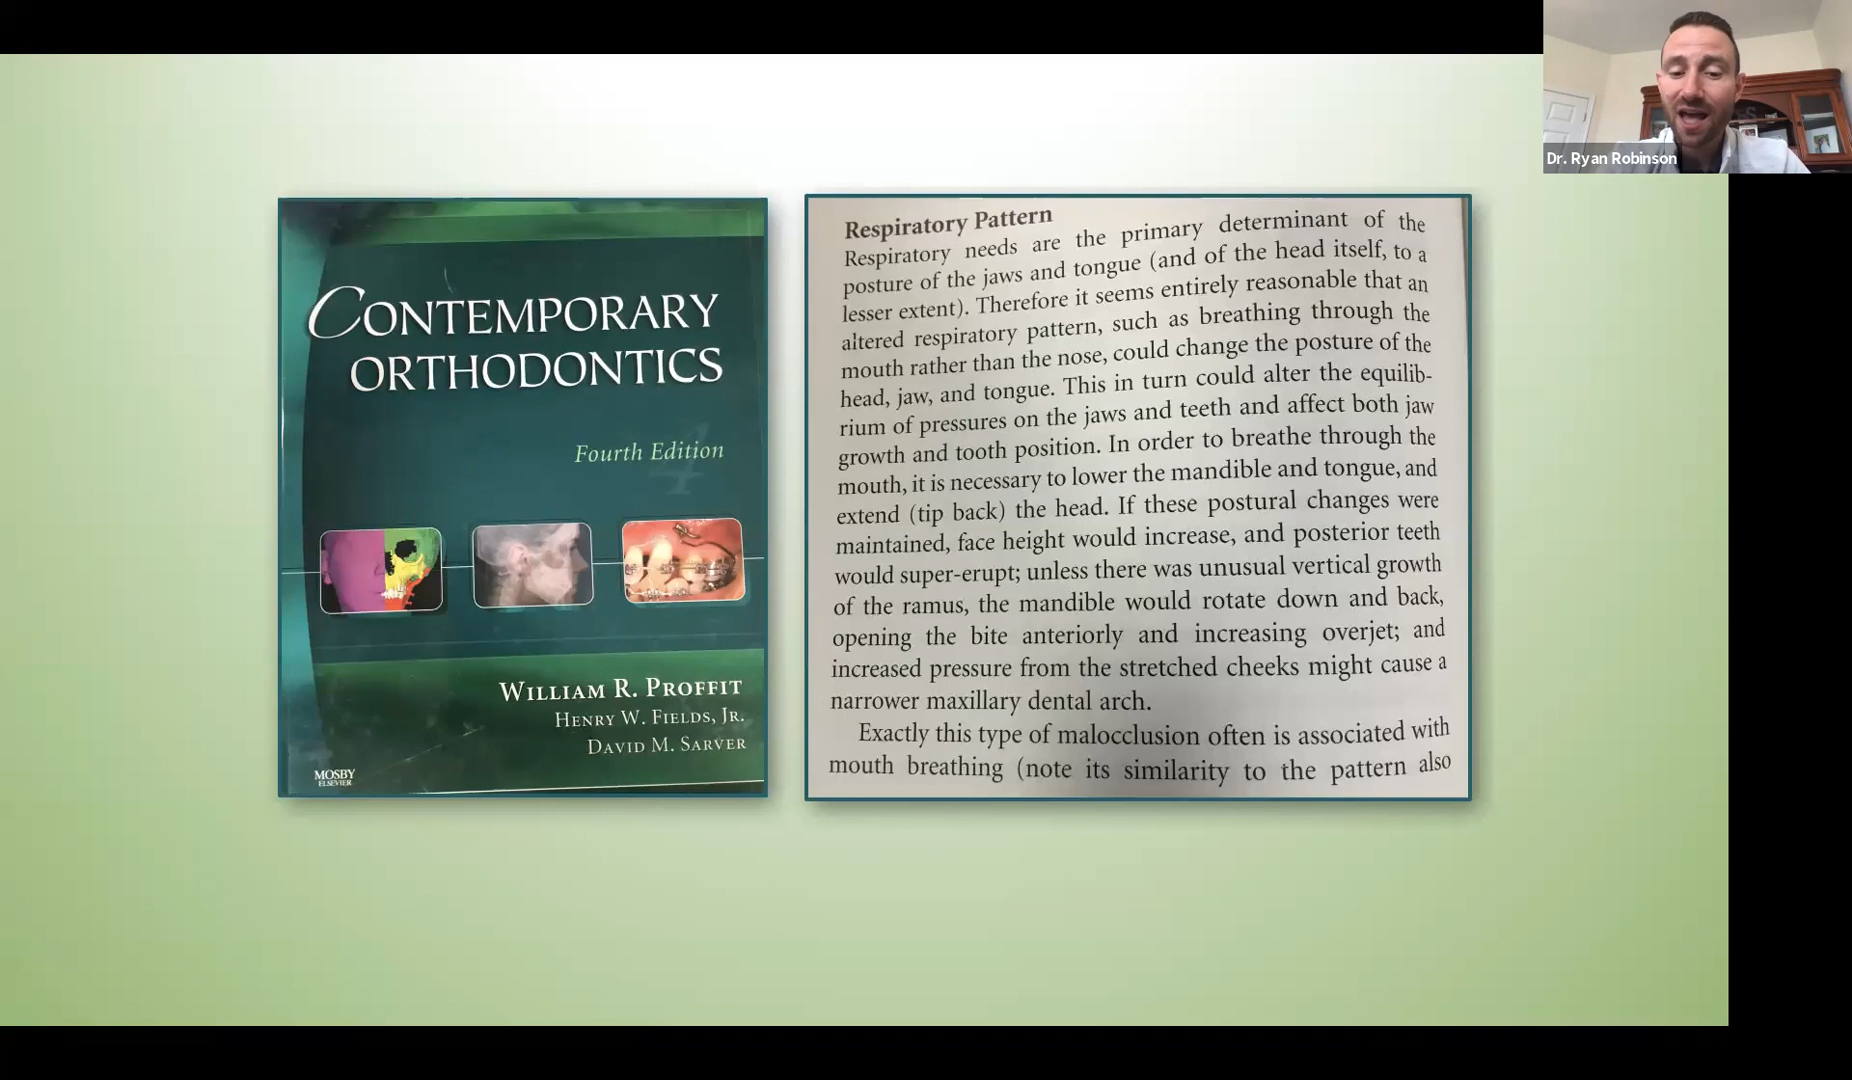 Dr. Ryan Robinson
CONTEMPORARY
ORTHODONTICS
Fourth Edition
4
WILLIAM R. PROFFIT
HENRY W. FIELDS, JR.
DAVID M. SARVER
MOSBY
ELSEVIER
Respiratory Pattern
Respiratory needs are the primary determinant of the
posture of the jaws and tongue (and of the head itself, to a
lesser extent). Therefore it seems entirely reasonable that an
altered respiratory pattern, such as breathing through the
mouth rather than the nose, could change the posture of the
head, jaw, and tongue. This in turn could alter the equilib-
rium of pressures on the jaws and teeth and affect both jaw
growth and tooth position. In order to breathe through the
mouth, it is necessary to lower the mandible and tongue, and
extend (tip back) the head. If these postural changes were
maintained, face height would increase, and posterior teeth
would super-erupt; unless there was unusual vertical growth
of the ramus, the mandible would rotate down and back,
opening the bite anteriorly and increasing overjet; and
increased pressure from the stretched cheeks might cause a
narrower maxillary dental arch.
Exactly this type of malocclusion often is associated with
mouth breathing (note its similarity to the pattern also